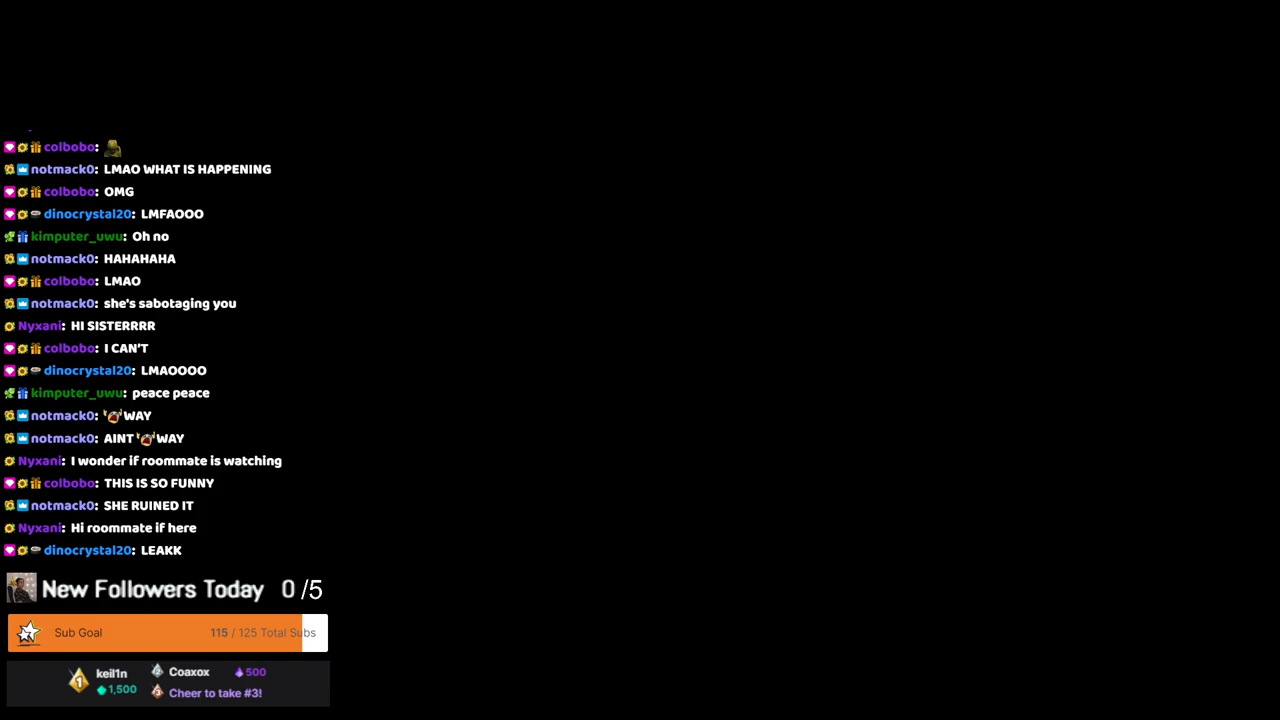 colbobo:
notmack0: LMAO WHAT IS HAPPENING
colbobo: OMG
dinocrystal20: LMFAOOO
kimputer_uwu: Oh no
notmack0: HAHAHAHA
colbobo: LMAO
notmack0: she's sabotaging you
Nyxani: HI SISTERRRR
colbobo: I CAN'T
dinocrystal20: LMAOOOO
kimputer_uwu: peace peace
notmack0: WAY
notmack0: AINT WAY
Nyxani: I wonder if roommate is watching
colbobo: THIS IS SO FUNNY
notmack0: SHE RUINED IT
Nyxani: Hi roommate if here
dinocrystal20: LEAKK
New Followers Today 0 /5
Sub Goal 115 / 125 Total Subs
1 keil1n 1,500
2 Coaxox 500
3 Cheer to take #3!